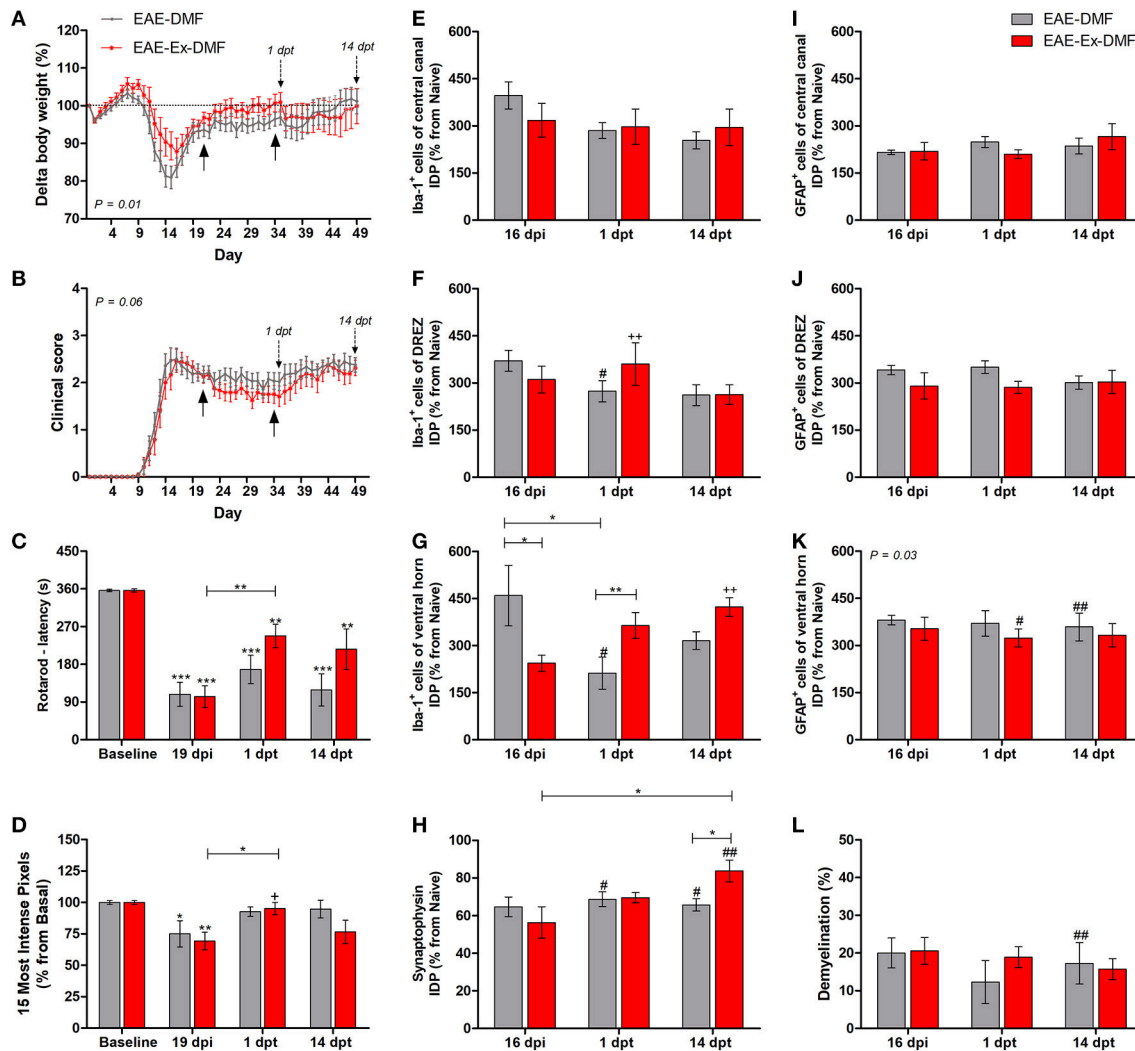 A
EAE-DMF
EAE-Ex-DMF
1 dpt
14 dpt
Delta body weight (%)
120
110
100
90
80
70
P = 0.01
4 9 14 19 24 29 34 39 44 49
Day
B
P = 0.06
1 dpt
14 dpt
Clinical score
4
3
2
1
0
4 9 14 19 24 29 34 39 44 49
Day
C
Rotarod - latency (s)
450
360
270
180
90
0
**
*** *** *** ** *** **
Baseline 19 dpi 1 dpt 14 dpt
D
15 Most Intense Pixels
(% from Basal)
150
125
100
75
50
25
0
*
* ** +
Baseline 19 dpi 1 dpt 14 dpt
E
Iba-1+ cells of central canal
IDP (% from Naive)
600
450
300
150
0
16 dpi 1 dpt 14 dpt
F
Iba-1+ cells of DREZ
IDP (% from Naive)
600
450
300
150
0
# ++
16 dpi 1 dpt 14 dpt
G
Iba-1+ cells of ventral horn
IDP (% from Naive)
600
450
300
150
0
*
* ** ++
#
16 dpi 1 dpt 14 dpt
H
Synaptophysin
IDP (% from Naive)
100
80
60
40
20
0
*
*
# # ##
16 dpi 1 dpt 14 dpt
I
EAE-DMF
EAE-Ex-DMF
GFAP+ cells of central canal
IDP (% from Naive)
600
450
300
150
0
16 dpi 1 dpt 14 dpt
J
GFAP+ cells of DREZ
IDP (% from Naive)
600
450
300
150
0
16 dpi 1 dpt 14 dpt
K
P = 0.03
GFAP+ cells of ventral horn
IDP (% from Naive)
600
450
300
150
0
# ##
16 dpi 1 dpt 14 dpt
L
Demyelination (%)
50
40
30
20
10
0
##
16 dpi 1 dpt 14 dpt